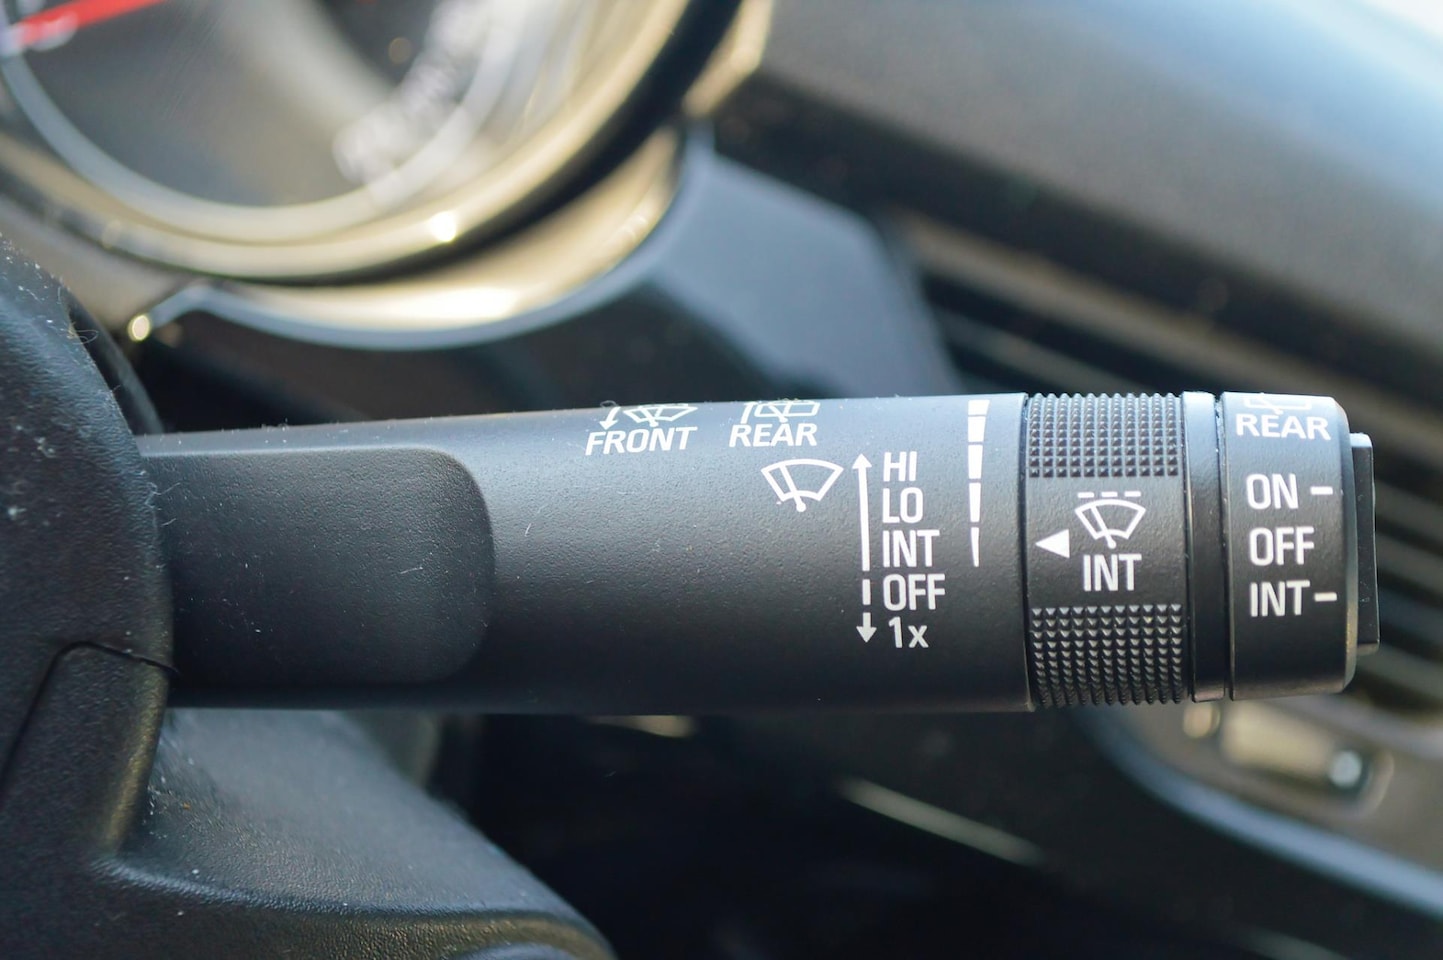 FRONT REAR
HI
LO
INT
OFF
1x
INT
REAR
ON
OFF
INT